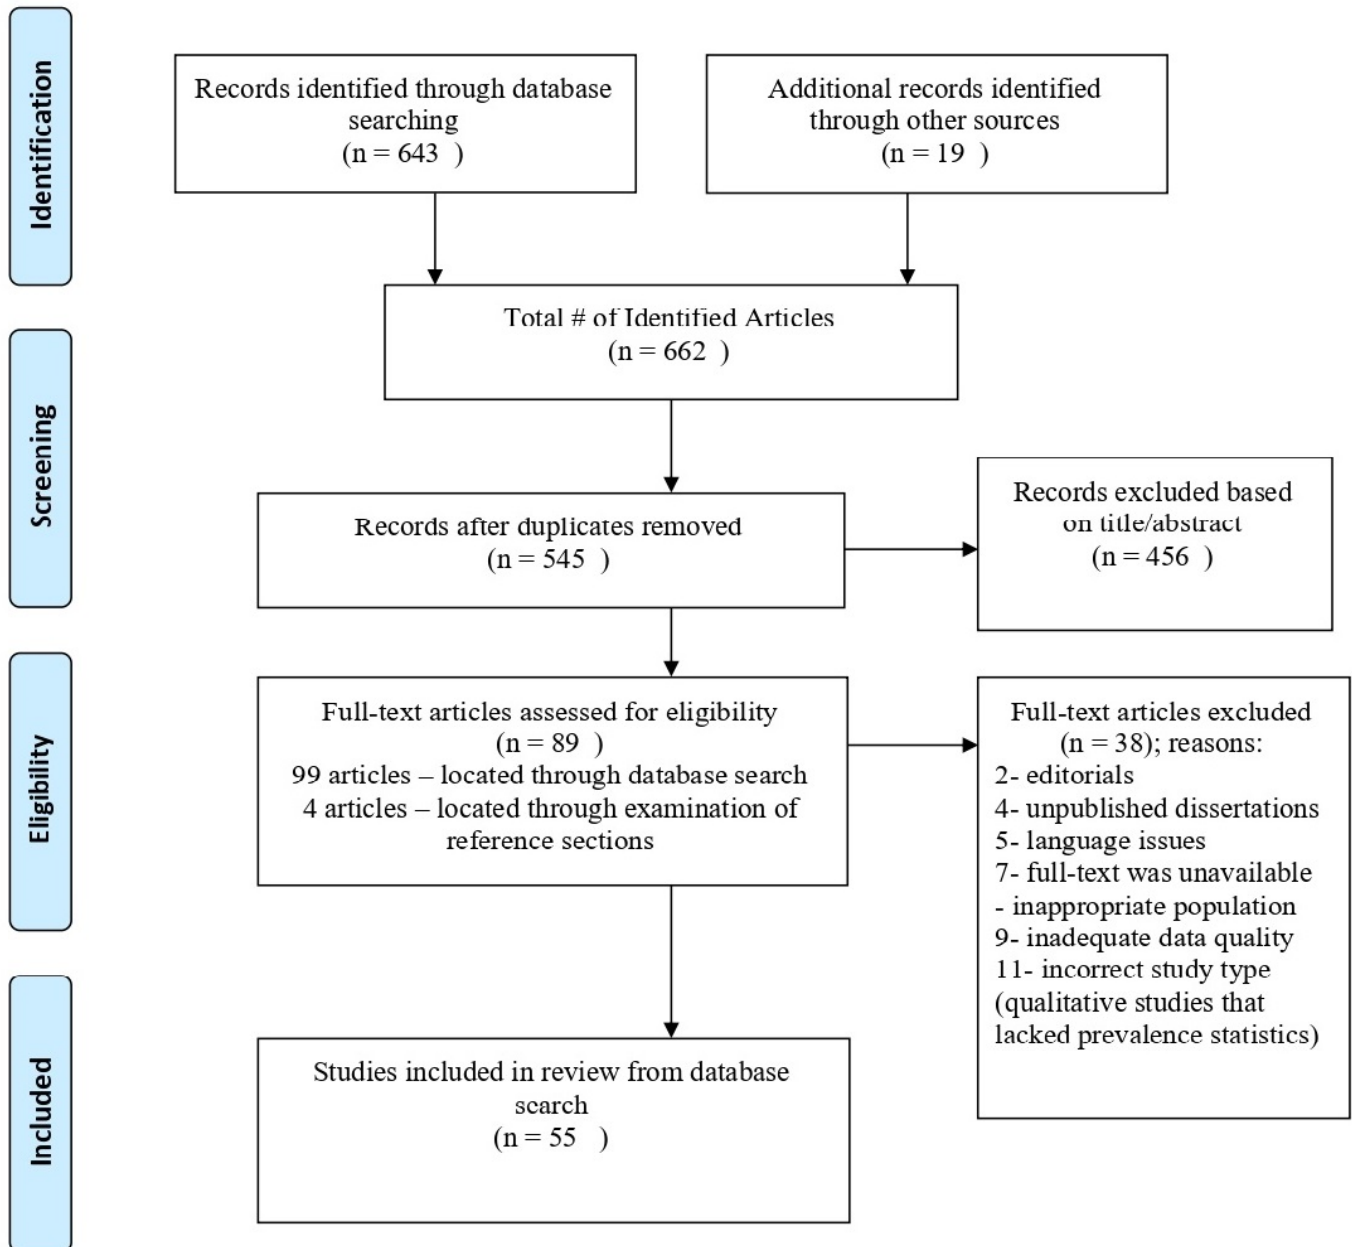 Identification
Records identified through database
searching
(n = 643  )
Additional records identified
through other sources
(n = 19  )
Total # of Identified Articles
(n = 662  )
Screening
Records after duplicates removed
(n = 545  )
Records excluded based
on title/abstract
(n = 456  )
Eligibility
Full-text articles assessed for eligibility
(n = 89  )
99 articles – located through database search
4 articles – located through examination of
reference sections
Full-text articles excluded
(n = 38); reasons:
2- editorials
4- unpublished dissertations
5- language issues
7- full-text was unavailable
- inappropriate population
9- inadequate data quality
11- incorrect study type
(qualitative studies that
lacked prevalence statistics)
Included
Studies included in review from database
search
(n = 55  )